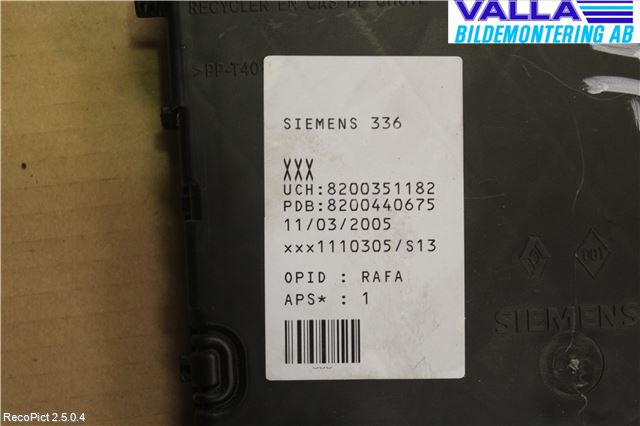 RECYCLER EN CAS DE CHUTE
VALLA
BILDEMONTERING AB
>PP-T40
SIEMENS 336
XXX
UCH:8200351182
PDB:8200440675
11/03/2005
xxx1110305/S13
OPID : RAFA
APS* : 1
001
SIEMENS
RecoPict 2.5.0.4